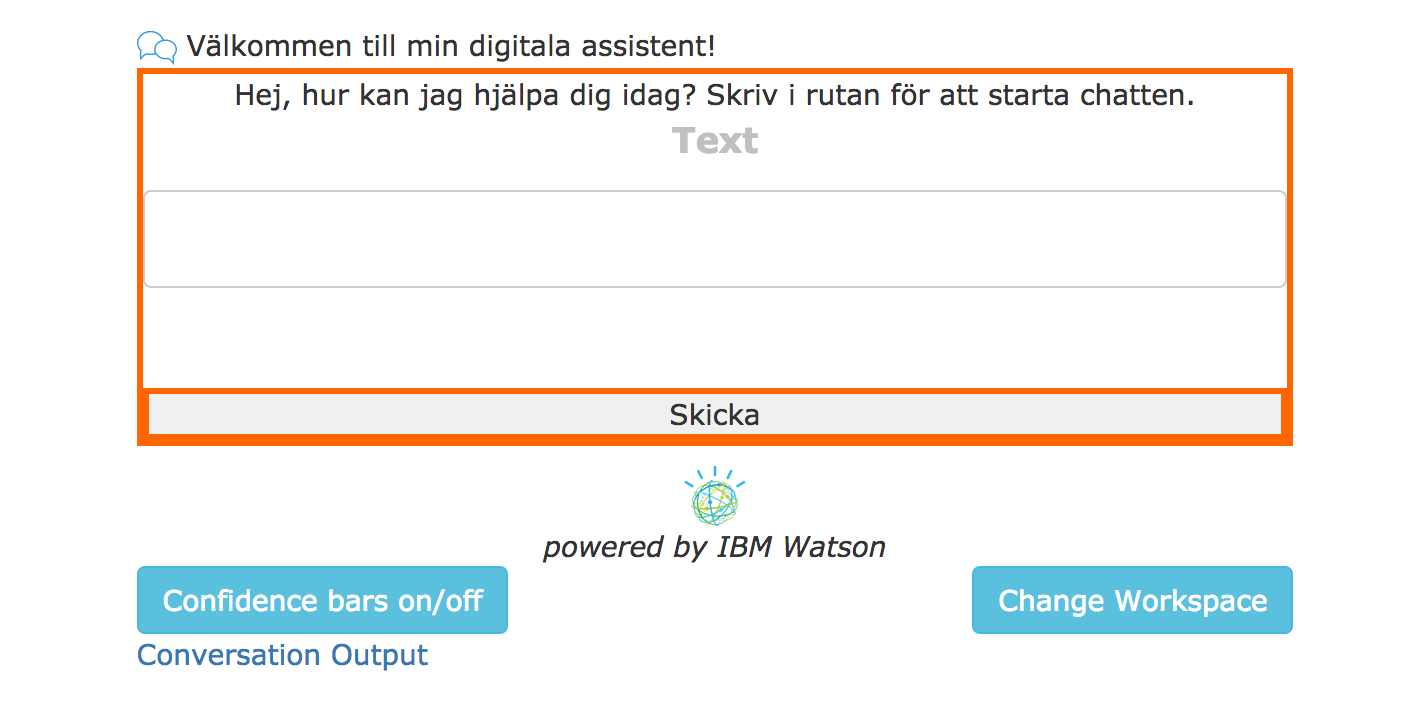 Välkommen till min digitala assistent!
Hej, hur kan jag hjälpa dig idag? Skriv i rutan för att starta chatten.
Text
Skicka
powered by IBM Watson
Confidence bars on/off
Change Workspace
Conversation Output